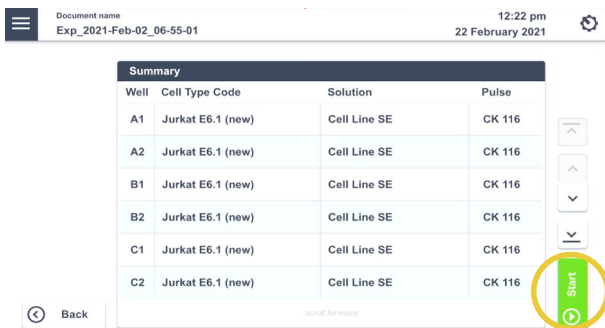 Document name
Exp_2021-Feb-02_06-55-01
12:22 pm
22 February 2021
Summary
Well Cell Type Code Solution Pulse
A1 Jurkat E6.1 (new) Cell Line SE CK 116
A2 Jurkat E6.1 (new) Cell Line SE CK 116
B1 Jurkat E6.1 (new) Cell Line SE CK 116
B2 Jurkat E6.1 (new) Cell Line SE CK 116
C1 Jurkat E6.1 (new) Cell Line SE CK 116
C2 Jurkat E6.1 (new) Cell Line SE CK 116
scroll for more
Start
Back